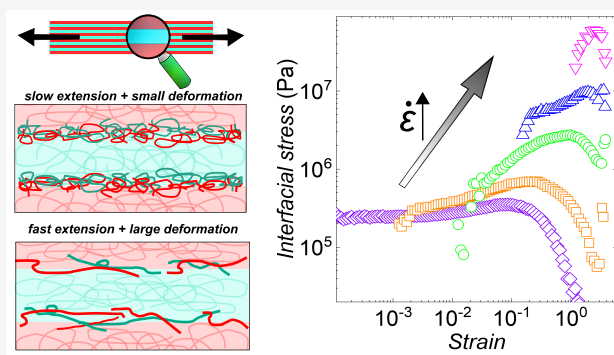 slow extension + small deformation
fast extension + large deformation
Interfacial stress (Pa)
10⁷
10⁶
10⁵
ε̇
10⁻³ 10⁻² 10⁻¹ 10⁰
Strain